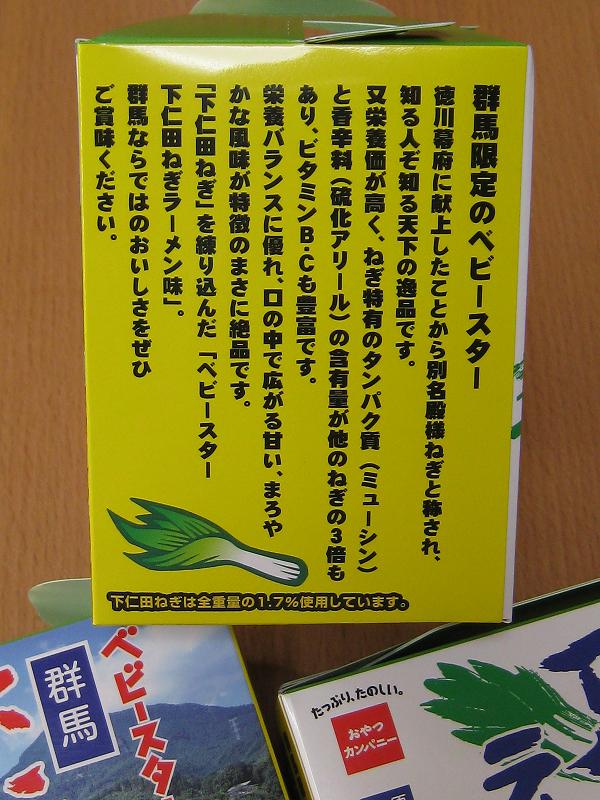 群馬限定のベビースター
徳川幕府に献上したことから別名殿様ねぎと称され、
知る人ぞ知る天下の逸品です。
又栄養価が高く、ねぎ特有のタンパク質（ミューシン）
と香辛料（硫化アリール）の含有量が他のねぎの3倍も
あり、ビタミンB・Cも豊富です。
栄養バランスに優れ、口の中で広がる甘い、まろや
かな風味が特徴のまさに絶品です。
「下仁田ねぎ」を練り込んだ「ベビースター
下仁田ねぎラーメン味」。
群馬ならではのおいしさをぜひ
ご賞味ください。
下仁田ねぎは全重量の1.7%使用しています。
ベビースタ
群馬
たっぷり、たのしい。
おやつ
カンパニー